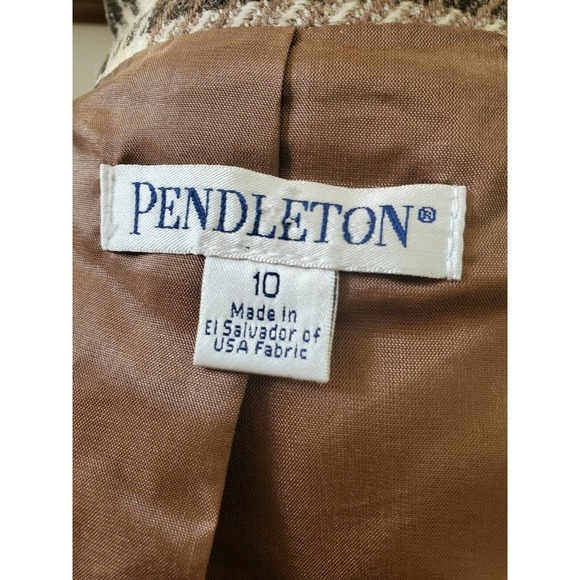 PENDLETON®
10
Made in
El Salvador of
USA Fabric